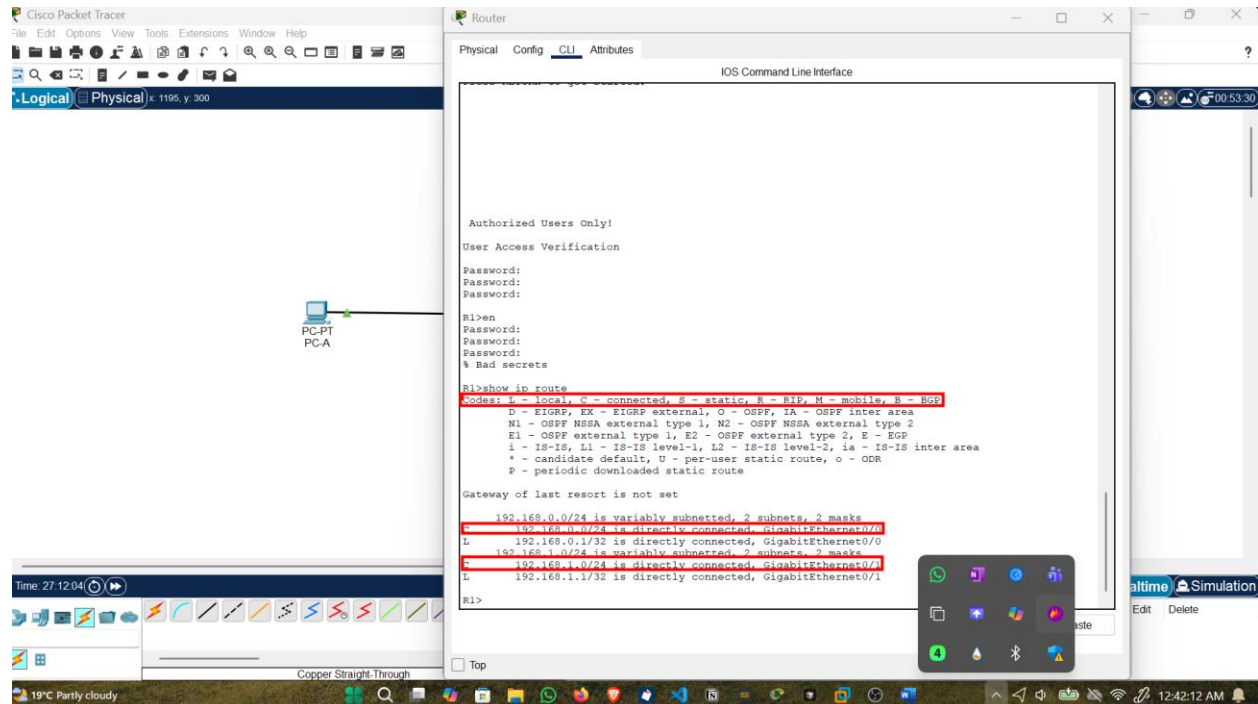 Cisco Packet Tracer
File Edit Options View Tools Extensions Window Help
Logical Physical x: 1195, y: 300
00:53:30
PC-PT
PC-A
Router
Physical Config CLI Attributes
IOS Command Line Interface
Authorized Users Only!
User Access Verification
Password:
Password:
Password:
R1>en
Password:
Password:
Password:
% Bad secrets
R1>show ip route
Codes: L - local, C - connected, S - static, R - RIP, M - mobile, B - BGP
D - EIGRP, EX - EIGRP external, O - OSPF, IA - OSPF inter area
N1 - OSPF NSSA external type 1, N2 - OSPF NSSA external type 2
E1 - OSPF external type 1, E2 - OSPF external type 2, E - EGP
i - IS-IS, L1 - IS-IS level-1, L2 - IS-IS level-2, ia - IS-IS inter area
* - candidate default, U - per-user static route, o - ODR
P - periodic downloaded static route
Gateway of last resort is not set
192.168.0.0/24 is variably subnetted, 2 subnets, 2 masks
C 192.168.0.0/24 is directly connected, GigabitEthernet0/0
L 192.168.0.1/32 is directly connected, GigabitEthernet0/0
192.168.1.0/24 is variably subnetted, 2 subnets, 2 masks
C 192.168.1.0/24 is directly connected, GigabitEthernet0/1
L 192.168.1.1/32 is directly connected, GigabitEthernet0/1
R1>
Top
Time: 27:12:04
Simulation
Edit Delete
Copper Straight-Through
19°C Partly cloudy
12:42:12 AM